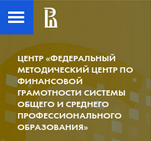 ЦЕНТР «ФЕДЕРАЛЬНЫЙ
МЕТОДИЧЕСКИЙ ЦЕНТР ПО
ФИНАНСОВОЙ
ГРАМОТНОСТИ СИСТЕМЫ
ОБЩЕГО И СРЕДНЕГО
ПРОФЕССИОНАЛЬНОГО
ОБРАЗОВАНИЯ»